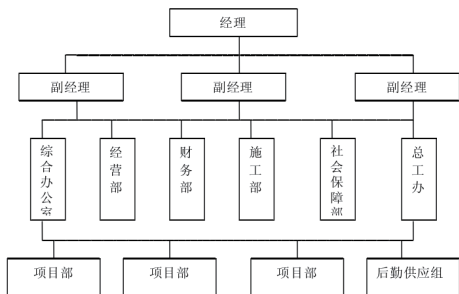 经理
副经理
副经理
副经理
综合办公室
经营部
财务部
施工部
社会保障部
总工办
项目部
项目部
项目部
后勤供应组